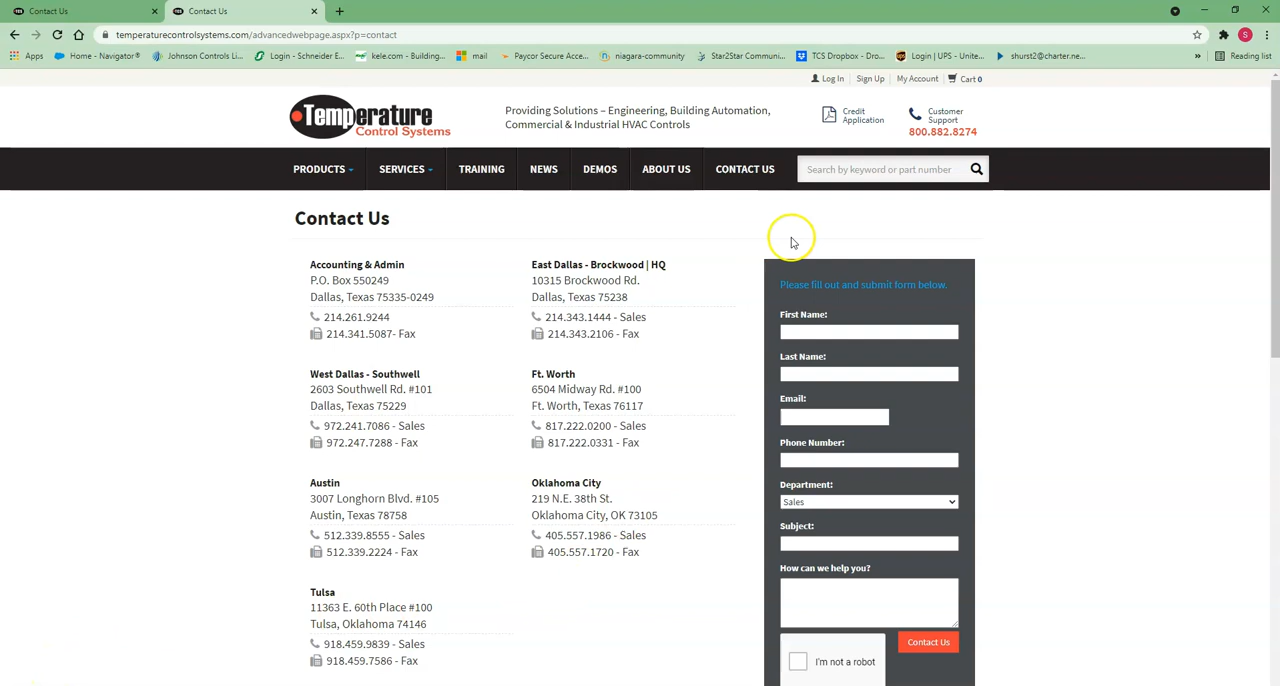 Contact Us
Contact Us
temperaturecontrolsystems.com/advancedwebpage.aspx?p=contact
Apps
Home - Navigator®
Johnson Controls Li...
Login - Schneider E...
kele.com - Building...
mail
Paycor Secure Acce...
niagara-community
Star2Star Communi...
TCS Dropbox - Dro...
Login | UPS - Unite...
shurst2@charter.ne...
»
Reading list
Log In
Sign Up
My Account
Cart 0
Temperature
Control Systems
Providing Solutions – Engineering, Building Automation,
Commercial & Industrial HVAC Controls
Credit
Application
Customer
Support
800.882.8274
PRODUCTS
SERVICES
TRAINING
NEWS
DEMOS
ABOUT US
CONTACT US
Search by keyword or part number
Contact Us
Accounting & Admin
P.O. Box 550249
Dallas, Texas 75335-0249
214.261.9244
214.341.5087- Fax
East Dallas - Brockwood | HQ
10315 Brockwood Rd.
Dallas, Texas 75238
214.343.1444 - Sales
214.343.2106 - Fax
West Dallas - Southwell
2603 Southwell Rd. #101
Dallas, Texas 75229
972.241.7086 - Sales
972.247.7288 - Fax
Ft. Worth
6504 Midway Rd. #100
Ft. Worth, Texas 76117
817.222.0200 - Sales
817.222.0331 - Fax
Austin
3007 Longhorn Blvd. #105
Austin, Texas 78758
512.339.8555 - Sales
512.339.2224 - Fax
Oklahoma City
219 N.E. 38th St.
Oklahoma City, OK 73105
405.557.1986 - Sales
405.557.1720 - Fax
Tulsa
11363 E. 60th Place #100
Tulsa, Oklahoma 74146
918.459.9839 - Sales
918.459.7586 - Fax
Please fill out and submit form below.
First Name:
Last Name:
Email:
Phone Number:
Department:
Sales
Subject:
How can we help you?
Contact Us
I'm not a robot